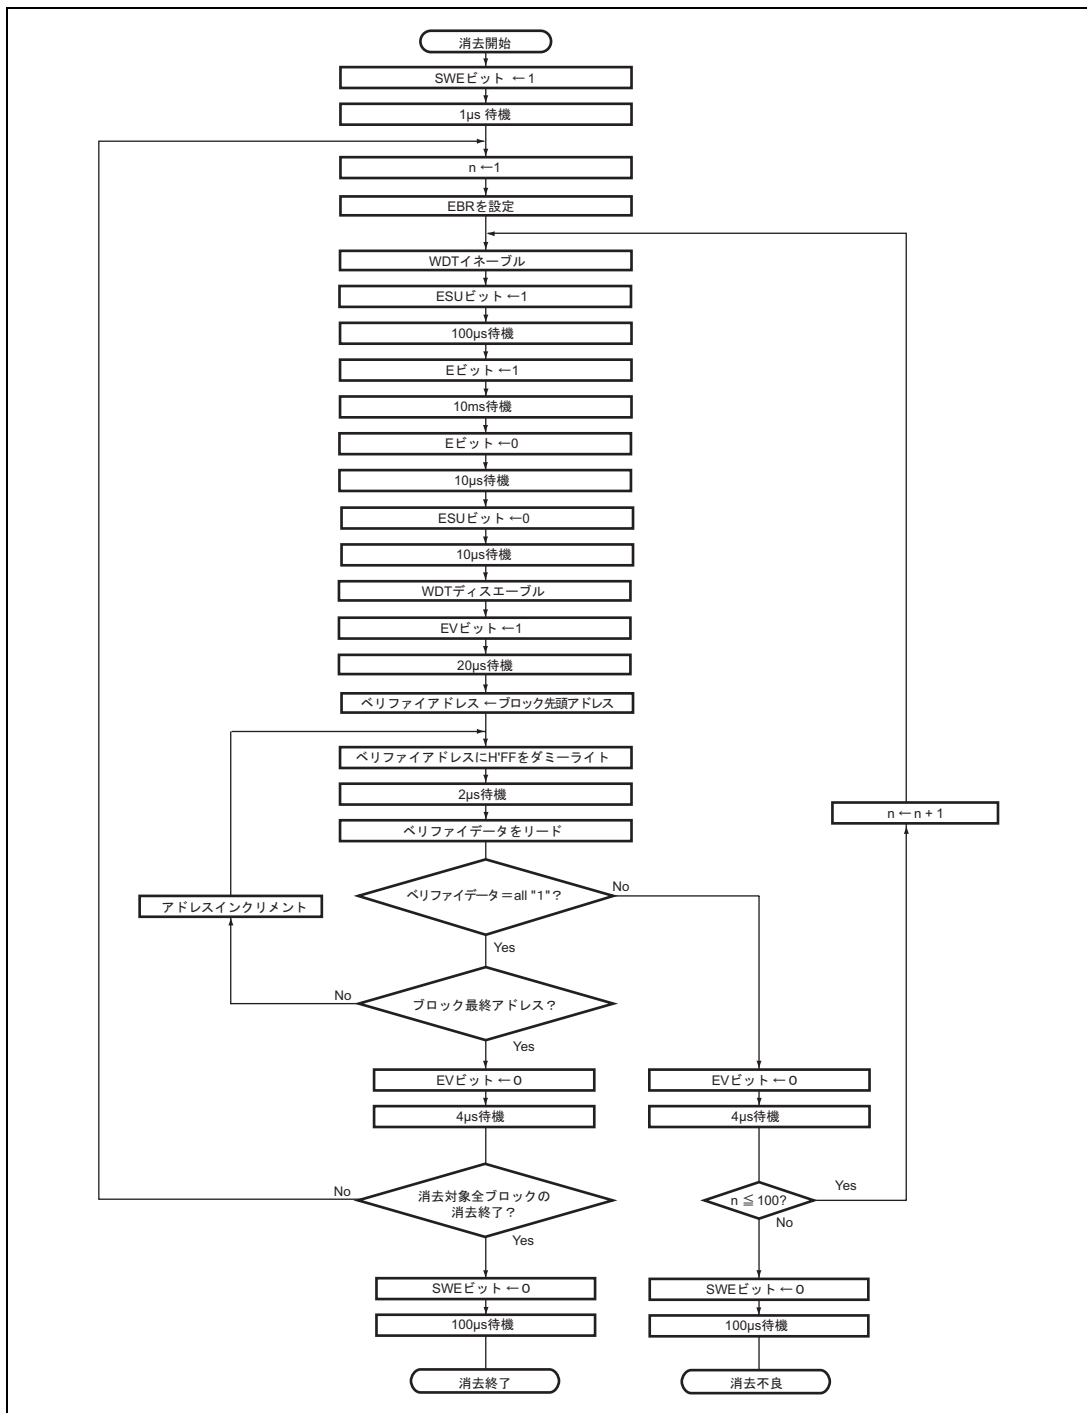 消去開始
SWEビット ←1
1μs 待機
n ←1
EBRを設定
WDTイネーブル
ESUビット ←1
100μs待機
Eビット ←1
10ms待機
Eビット ←0
10μs待機
ESUビット ←0
10μs待機
WDTディスエーブル
EVビット ←1
20μs待機
ベリファイアドレス ←ブロック先頭アドレス
ベリファイアドレスにH'FFをダミーライト
2μs待機
ベリファイデータをリード
n ←n + 1
ベリファイデータ＝all "1"？
No
Yes
アドレスインクリメント
ブロック最終アドレス？
No
Yes
EVビット ←0
4μs待機
EVビット ←0
4μs待機
消去対象全ブロックの
消去終了？
No
Yes
n ≦ 100?
Yes
No
SWEビット ←0
100μs待機
SWEビット ←0
100μs待機
消去終了
消去不良